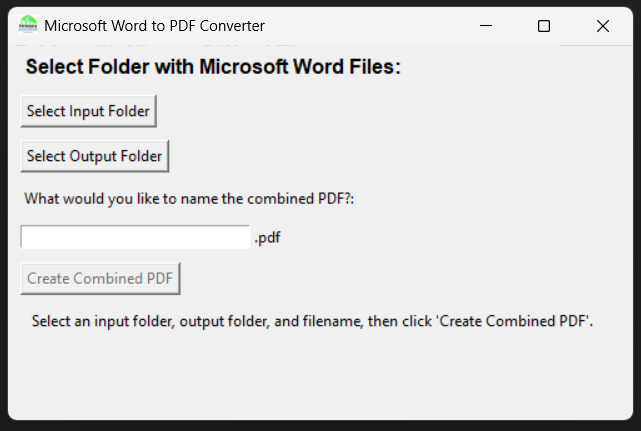 Microsoft Word to PDF Converter
Select Folder with Microsoft Word Files:
Select Input Folder
Select Output Folder
What would you like to name the combined PDF?:
.pdf
Create Combined PDF
Select an input folder, output folder, and filename, then click 'Create Combined PDF'.